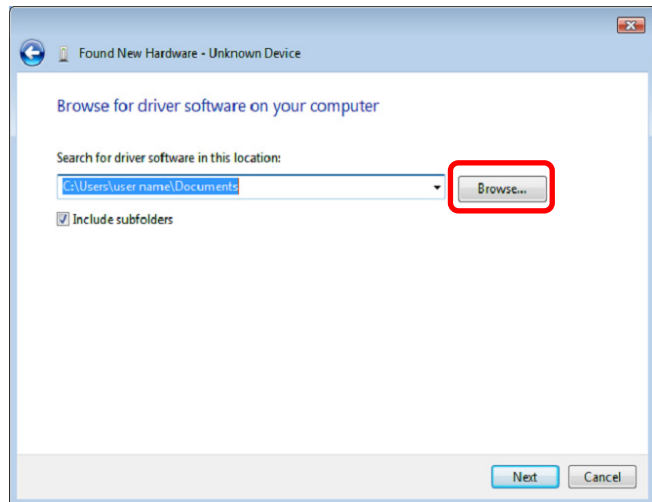 Found New Hardware - Unknown Device
Browse for driver software on your computer
Search for driver software in this location:
C:\Users\user name\Documents
Browse...
Include subfolders
Next
Cancel